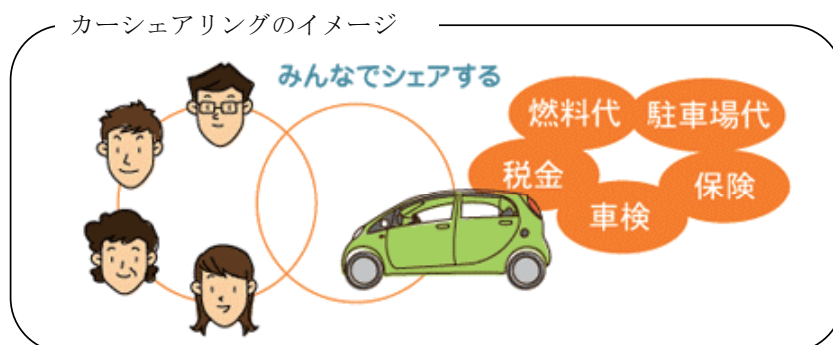 カーシェアリングのイメージ
みんなでシェアする
燃料代
駐車場代
税金
車検
保険